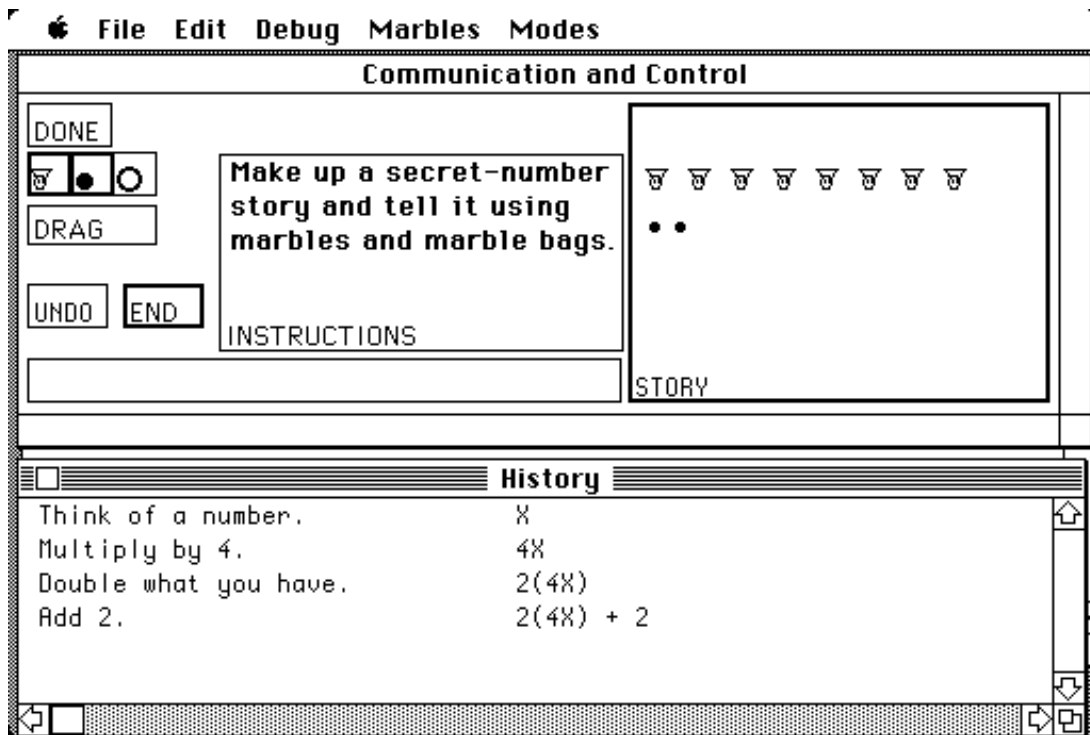 File Edit Debug Marbles Modes
Communication and Control
DONE
DRAG
UNDO END
Make up a secret-number
story and tell it using
marbles and marble bags.
INSTRUCTIONS
STORY
History
Think of a number. X
Multiply by 4. 4X
Double what you have. 2(4X)
Add 2. 2(4X) + 2